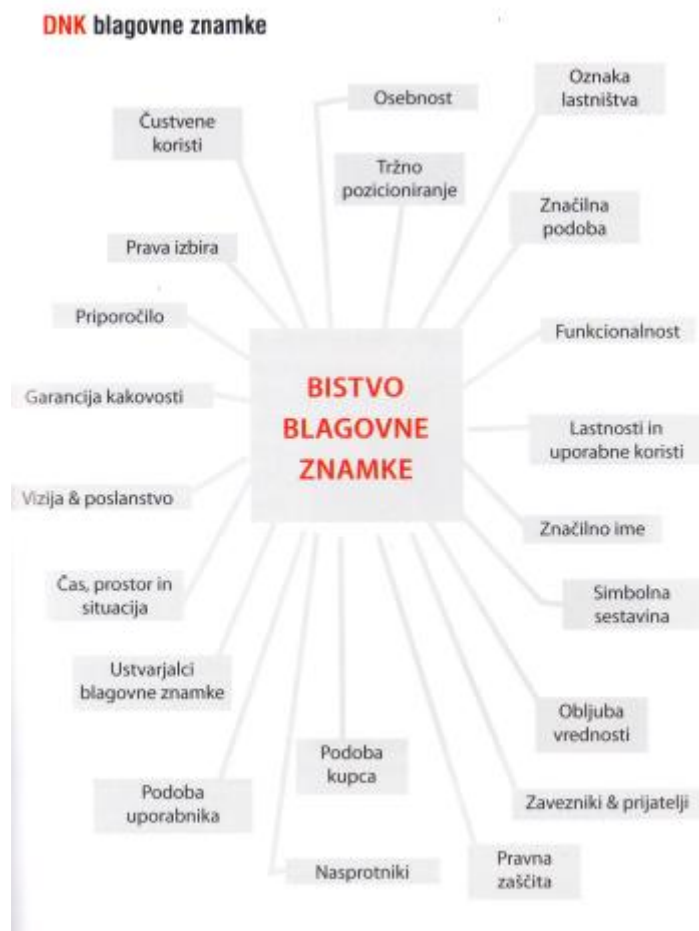 DNK blagovne znamke
Osebnost
Oznaka
lastništva
Čustvene
koristi
Tržno
pozicioniranje
Značilna
podoba
Prava izbira
Priporočilo
Funkcionalnost
Garancija kakovosti
BISTVO
BLAGOVNE
ZNAMKE
Lastnosti in
uporabne koristi
Vizija & poslanstvo
Značilno ime
Čas, prostor in
situacija
Simbolna
sestavina
Ustvarjalci
blagovne znamke
Obljuba
vrednosti
Podoba
kupca
Podoba
uporabnika
Zavezniki & prijatelji
Nasprotniki
Pravna
zaščita